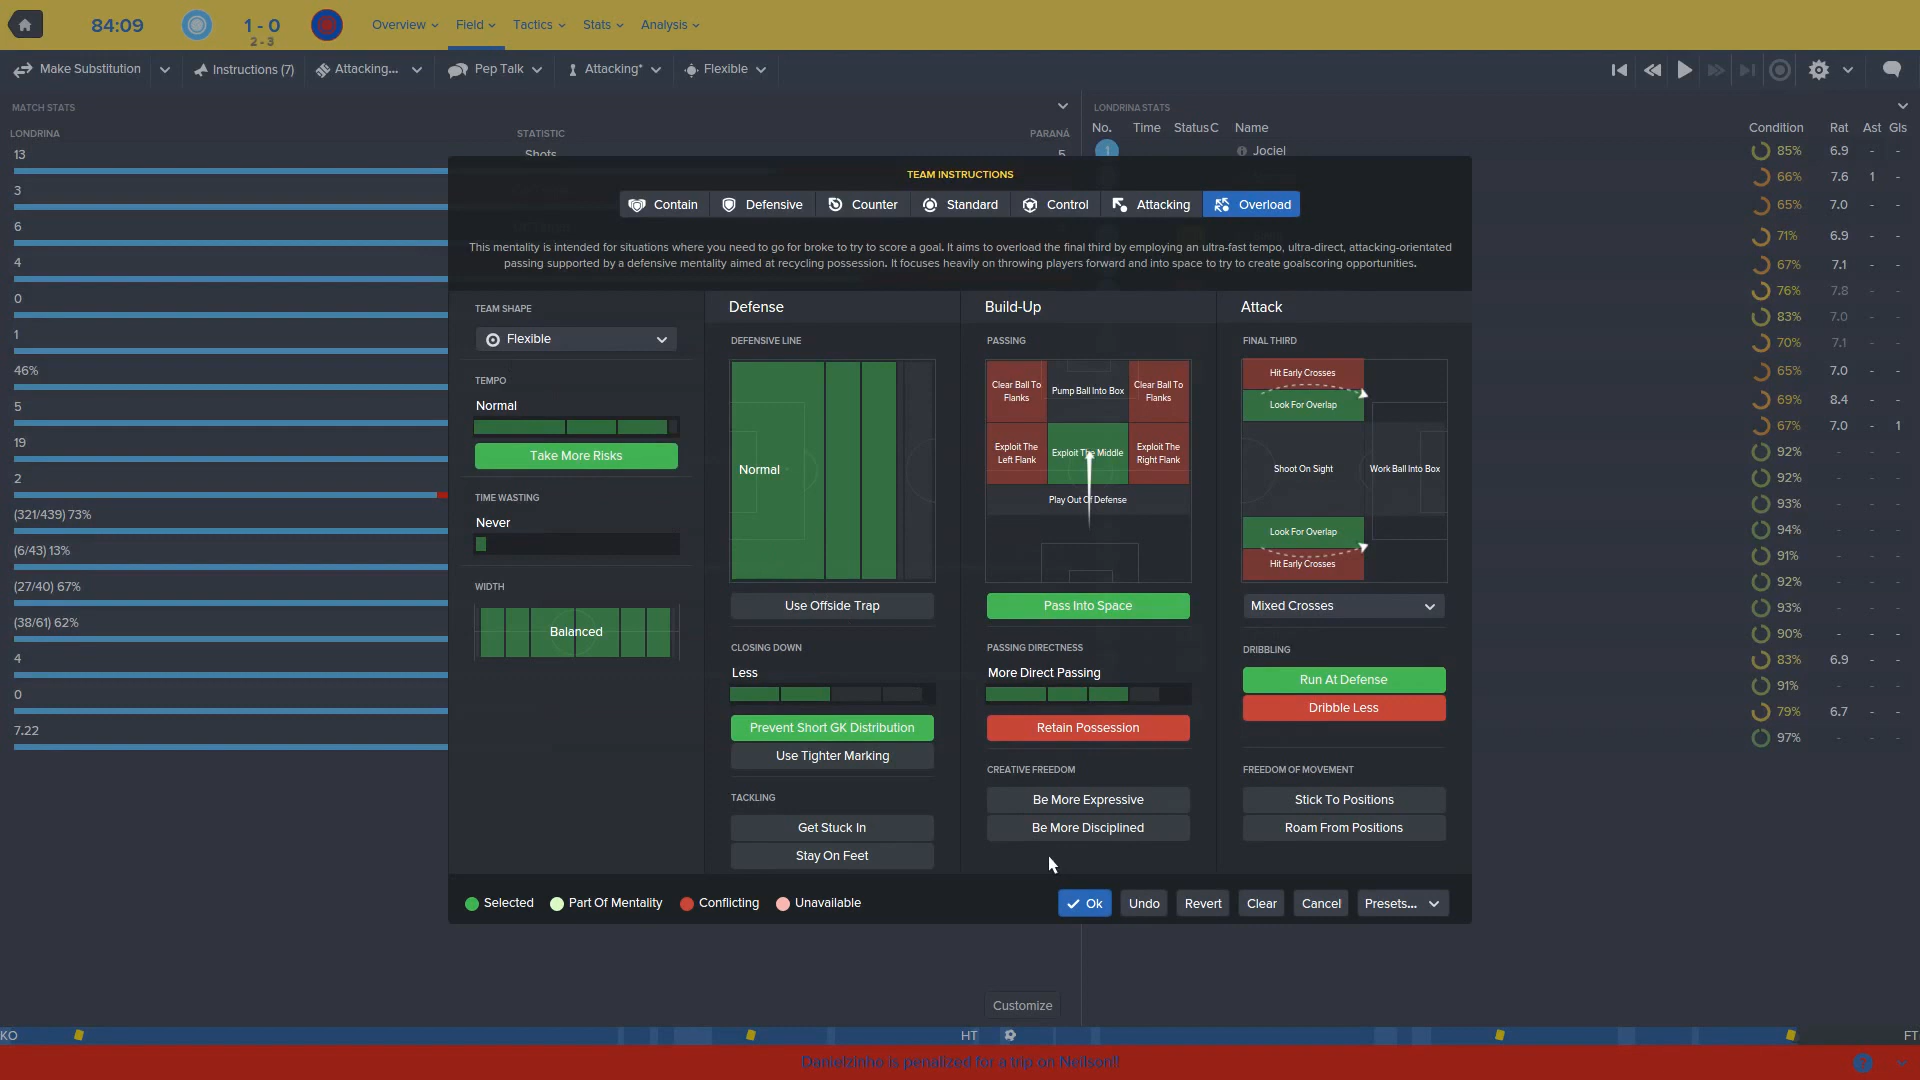 84:09
1 - 0
2 - 3
Overview
Field
Tactics
Stats
Analysis
Make Substitution
Instructions (7)
Attacking...
Pep Talk
Attacking*
Flexible
MATCH STATS
LONDRINA STATS
LONDRINA
STATISTIC
PARANÁ
No.
Time
Status
C
Name
Condition
Rat
Ast
Gls
13
Shots
5
1
Jociel
85%
6.9
-
-
66%
7.6
1
-
3
65%
7.0
-
-
6
71%
6.9
-
-
4
67%
7.1
-
-
0
76%
7.8
-
-
83%
7.0
-
-
1
70%
7.1
-
-
46%
65%
7.0
-
-
5
69%
8.4
-
-
67%
7.0
-
1
19
92%
-
-
-
2
92%
-
-
-
(321/439) 73%
93%
-
-
-
94%
-
-
-
(6/43) 13%
91%
-
-
-
(27/40) 67%
92%
-
-
-
93%
-
-
-
(38/61) 62%
90%
-
-
-
4
83%
6.9
-
-
0
91%
-
-
-
79%
6.7
-
-
7.22
97%
-
-
-
TEAM INSTRUCTIONS
Contain
Defensive
Counter
Standard
Control
Attacking
Overload
This mentality is intended for situations where you need to go for broke to try to score a goal. It aims to overload the final third by employing an ultra-fast tempo, ultra-direct, attacking-orientated
passing supported by a defensive mentality aimed at recycling possession. It focuses heavily on throwing players forward and into space to try to create goalscoring opportunities.
TEAM SHAPE
Flexible
TEMPO
Normal
Take More Risks
TIME WASTING
Never
WIDTH
Balanced
Defense
DEFENSIVE LINE
Normal
Use Offside Trap
CLOSING DOWN
Less
Prevent Short GK Distribution
Use Tighter Marking
TACKLING
Get Stuck In
Stay On Feet
Build-Up
PASSING
Clear Ball To
Flanks
Pump Ball Into Box
Clear Ball To
Flanks
Exploit The
Left Flank
Exploit The Middle
Exploit The
Right Flank
Play Out Of Defense
Pass Into Space
PASSING DIRECTNESS
More Direct Passing
Retain Possession
CREATIVE FREEDOM
Be More Expressive
Be More Disciplined
Attack
FINAL THIRD
Hit Early Crosses
Look For Overlap
Shoot On Sight
Work Ball Into Box
Look For Overlap
Hit Early Crosses
Mixed Crosses
DRIBBLING
Run At Defense
Dribble Less
FREEDOM OF MOVEMENT
Stick To Positions
Roam From Positions
Selected
Part Of Mentality
Conflicting
Unavailable
Ok
Undo
Revert
Clear
Cancel
Presets...
Customize
KO
HT
FT
Danielzinho is penalized for a trip on Neilson!!
?